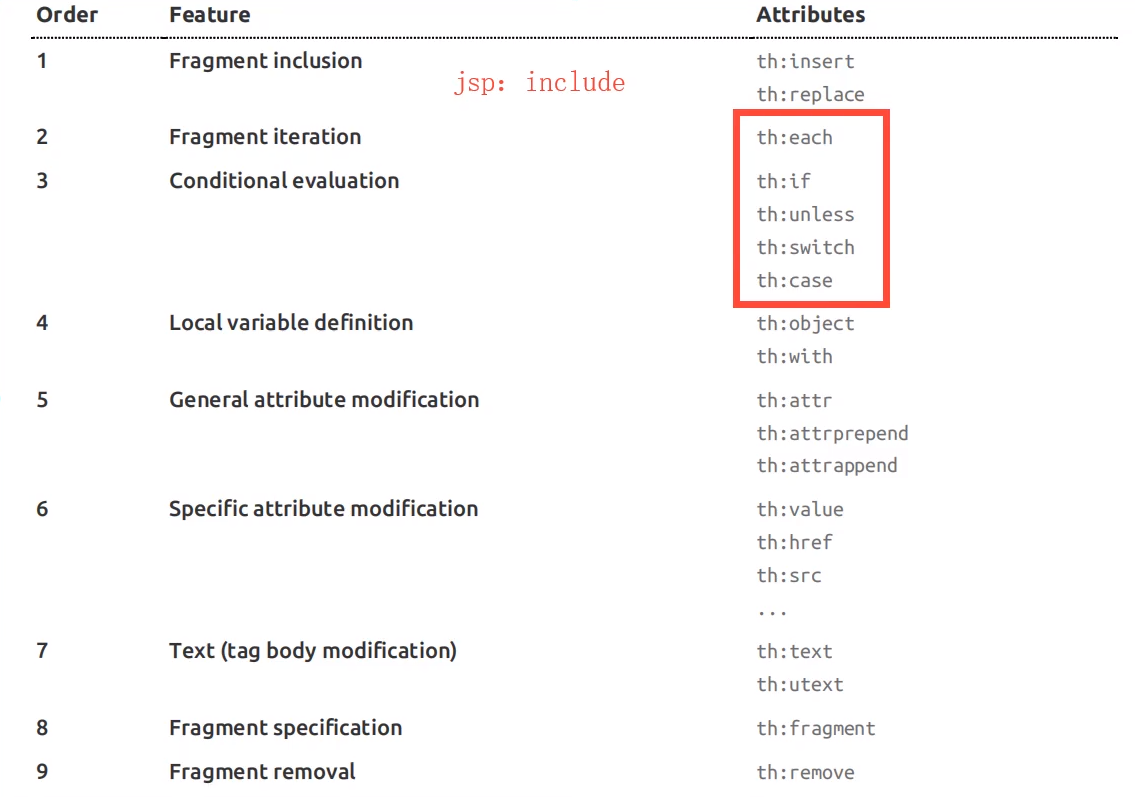 Order Feature Attributes
1 Fragment inclusion th:insert
jsp：include
th:replace
2 Fragment iteration th:each
3 Conditional evaluation th:if
th:unless
th:switch
th:case
4 Local variable definition th:object
th:with
5 General attribute modification th:attr
th:attrprepend
th:attrappend
6 Specific attribute modification th:value
th:href
th:src
...
7 Text (tag body modification) th:text
th:utext
8 Fragment specification th:fragment
9 Fragment removal th:remove